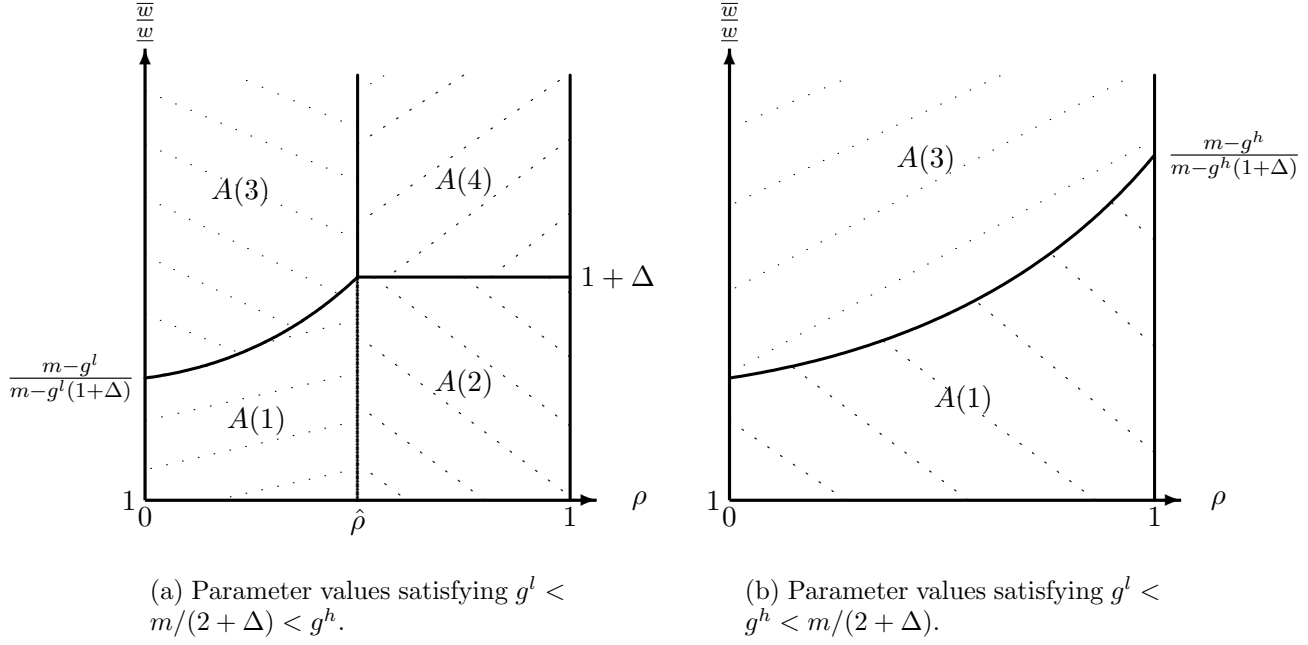 w̅/w̲
A(3)
A(4)
1 + Δ
m−g^l / m−g^l(1+Δ)
A(2)
A(1)
1
0
ρ̂
1
ρ
(a) Parameter values satisfying g^l <
m/(2 + Δ) < g^h.
w̅/w̲
A(3)
m−g^h / m−g^h(1+Δ)
A(1)
1
0
1
ρ
(b) Parameter values satisfying g^l <
g^h < m/(2 + Δ).